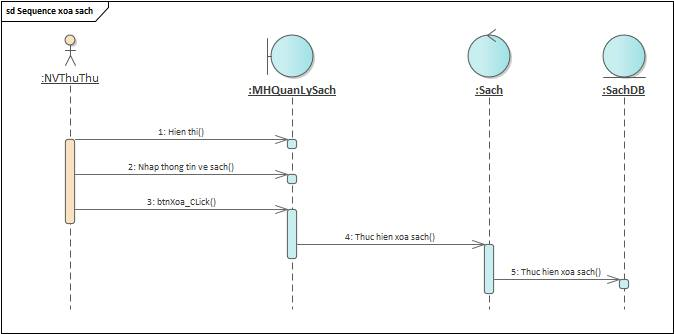 sd Sequence xoa sach
:NVThuThu
:MHQuanLySach
:Sach
:SachDB
1: Hien thi()
2: Nhap thong tin ve sach()
3: btnXoa_CLick()
4: Thuc hien xoa sach()
5: Thuc hien xoa sach()